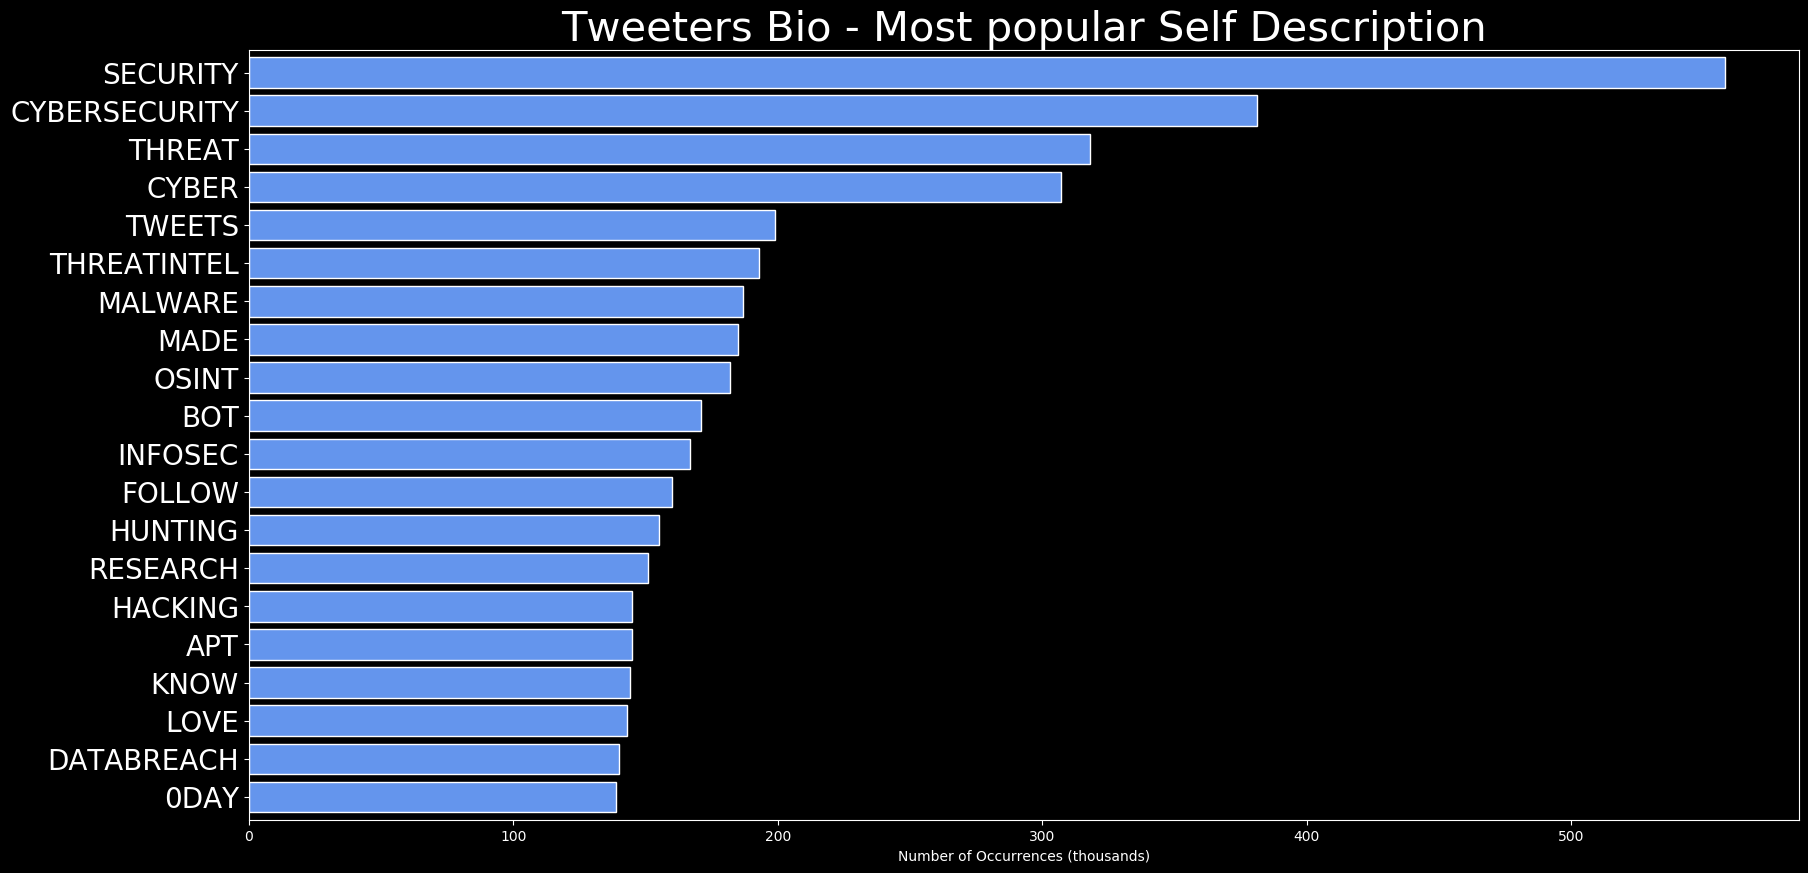 Tweeters Bio - Most popular Self Description
SECURITY
CYBERSECURITY
THREAT
CYBER
TWEETS
THREATINTEL
MALWARE
MADE
OSINT
BOT
INFOSEC
FOLLOW
HUNTING
RESEARCH
HACKING
APT
KNOW
LOVE
DATABREACH
0DAY
0 100 200 300 400 500
Number of Occurrences (thousands)